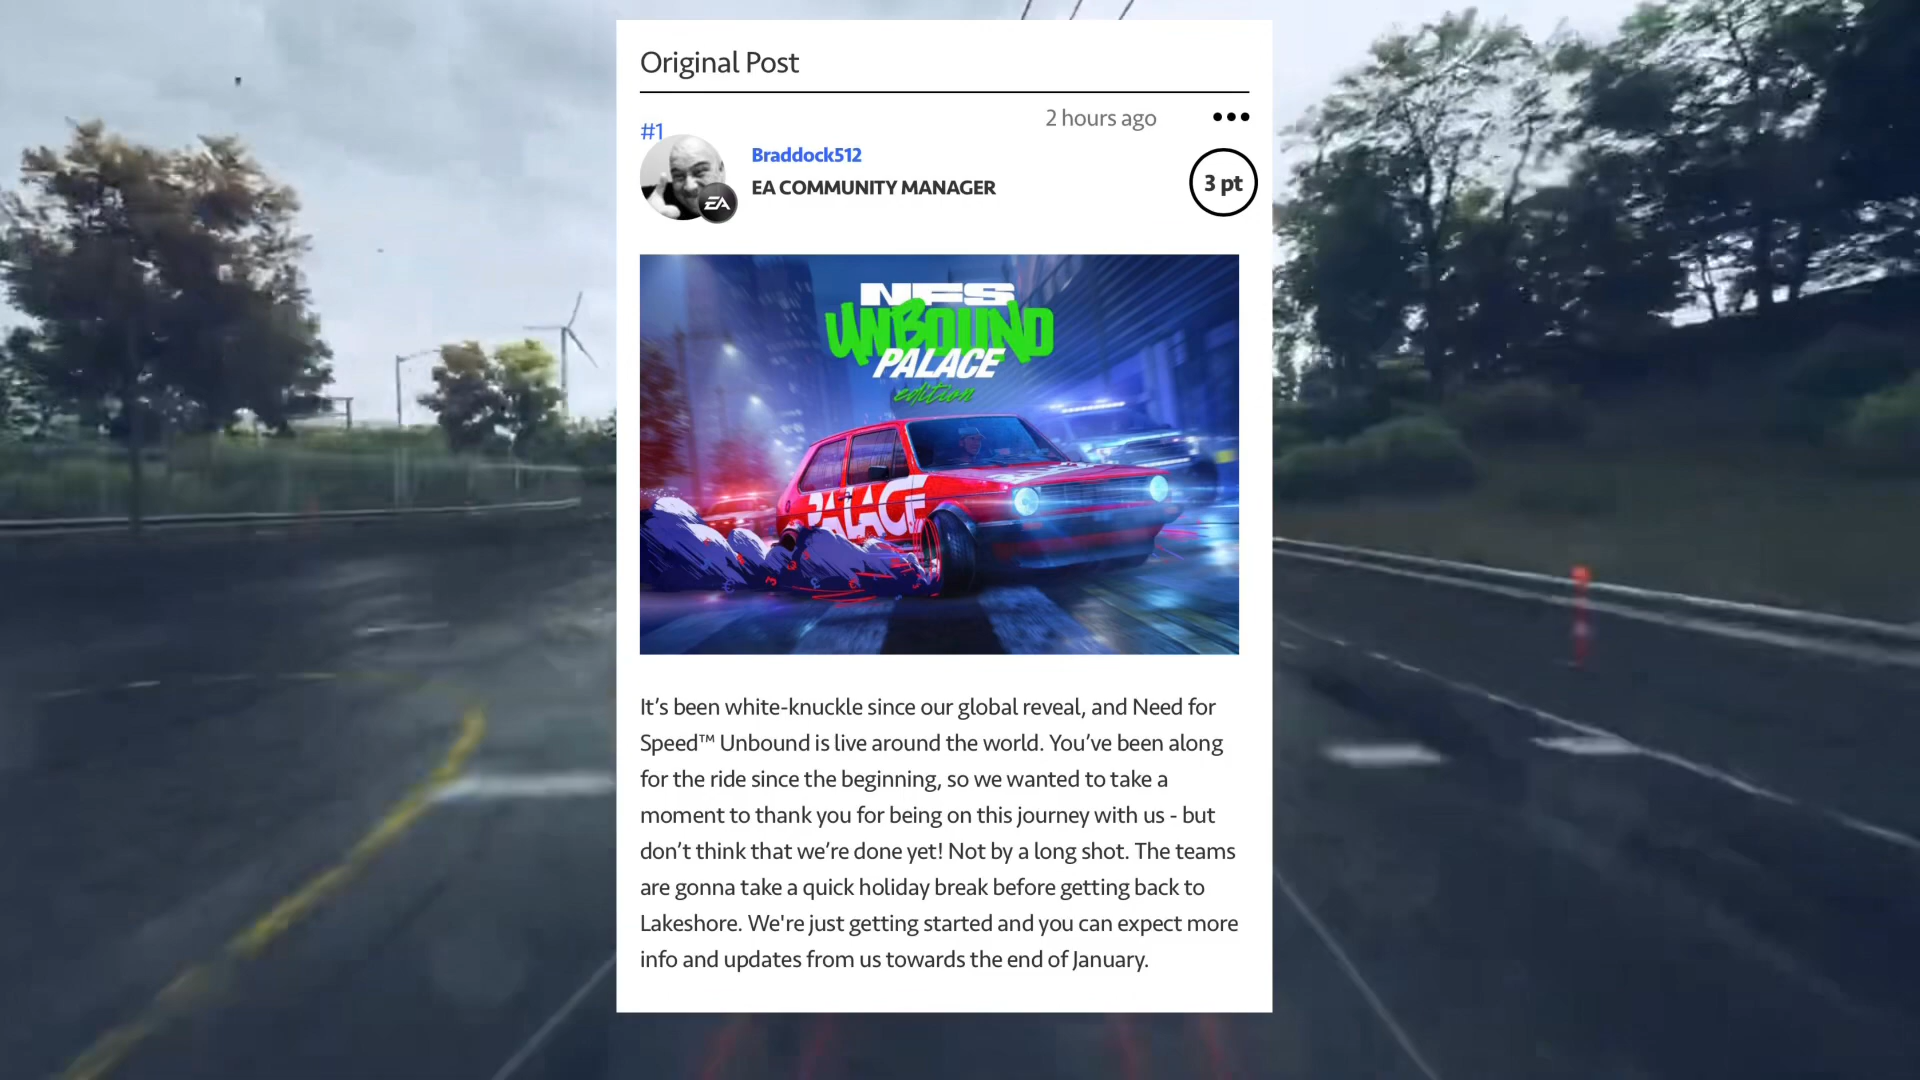 Original Post
2 hours ago
#1
Braddock512
EA COMMUNITY MANAGER
EA
3 pt
NFS
UNBOUND
PALACE
edition
PALACE
It’s been white-knuckle since our global reveal, and Need for
Speed™ Unbound is live around the world. You’ve been along
for the ride since the beginning, so we wanted to take a
moment to thank you for being on this journey with us - but
don’t think that we’re done yet! Not by a long shot. The teams
are gonna take a quick holiday break before getting back to
Lakeshore. We're just getting started and you can expect more
info and updates from us towards the end of January.